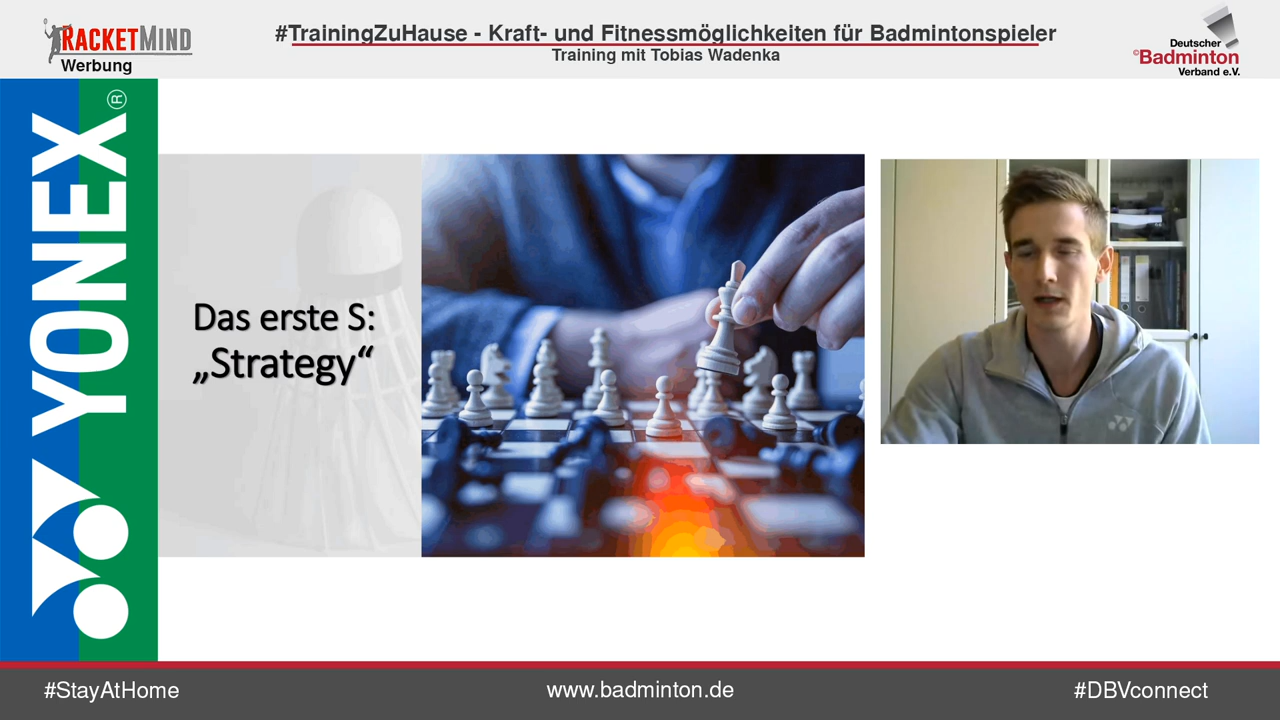 RACKETMIND
Werbung
#TrainingZuHause - Kraft- und Fitnessmöglichkeiten für Badmintonspieler
Training mit Tobias Wadenka
Deutscher
©Badminton
Verband e.V.
YONEX®
Das erste S:
„Strategy“
#StayAtHome
www.badminton.de
#DBVconnect